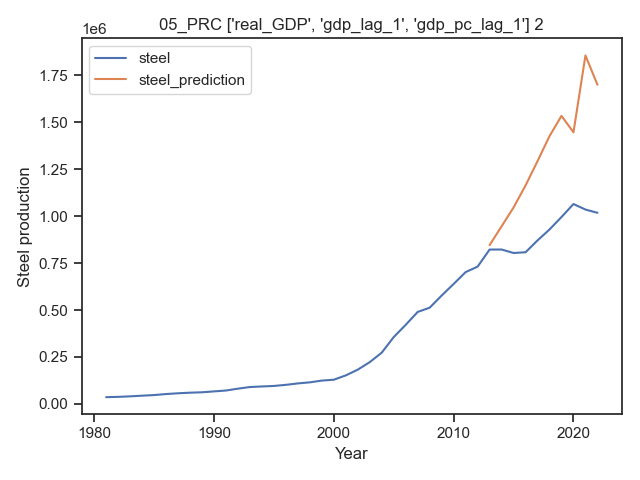 05_PRC ['real_GDP', 'gdp_lag_1', 'gdp_pc_lag_1'] 2
1e6
steel
steel_prediction
1.75
1.50
1.25
1.00
0.75
0.50
0.25
0.00
Steel production
1980 1990 2000 2010 2020
Year